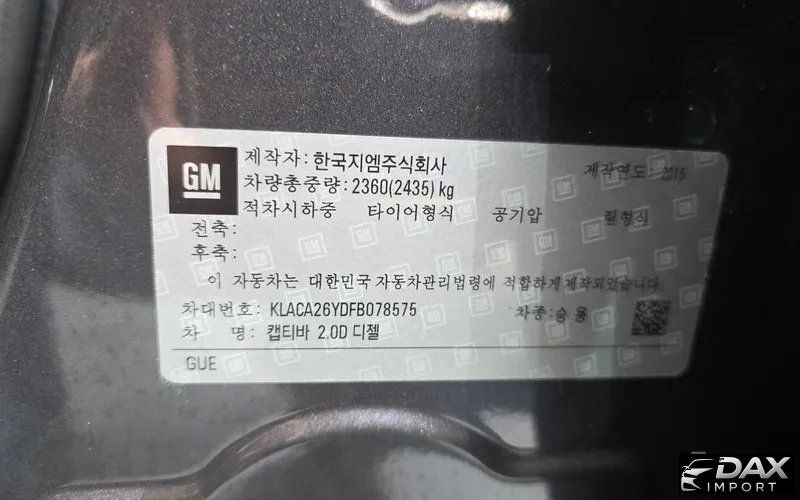 GM
제작자: 한국지엠주식회사
제작연도: 2015
차량총중량: 2360(2435) kg
적차시하중 타이어형식 공기압 림형식
전축:
후축:
이 자동차는 대한민국 자동차관리법령에 적합하게 제작되었습니다
차대번호: KLACA26YDFB078575
차종: 승용
차 명: 캡티바 2.0D 디젤
GUE
DAX
IMPORT